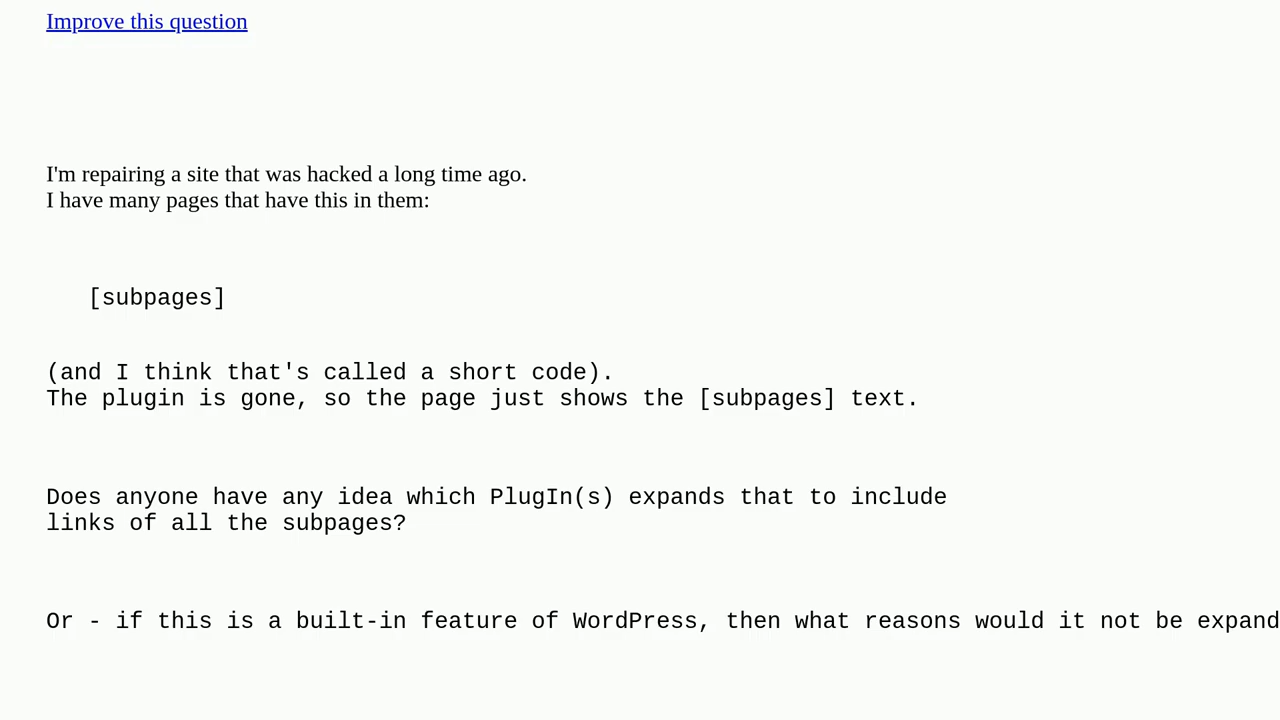 Improve this question
I'm repairing a site that was hacked a long time ago.
I have many pages that have this in them:
[subpages]
(and I think that's called a short code).
The plugin is gone, so the page just shows the [subpages] text.
Does anyone have any idea which PlugIn(s) expands that to include
links of all the subpages?
Or - if this is a built-in feature of WordPress, then what reasons would it not be expand